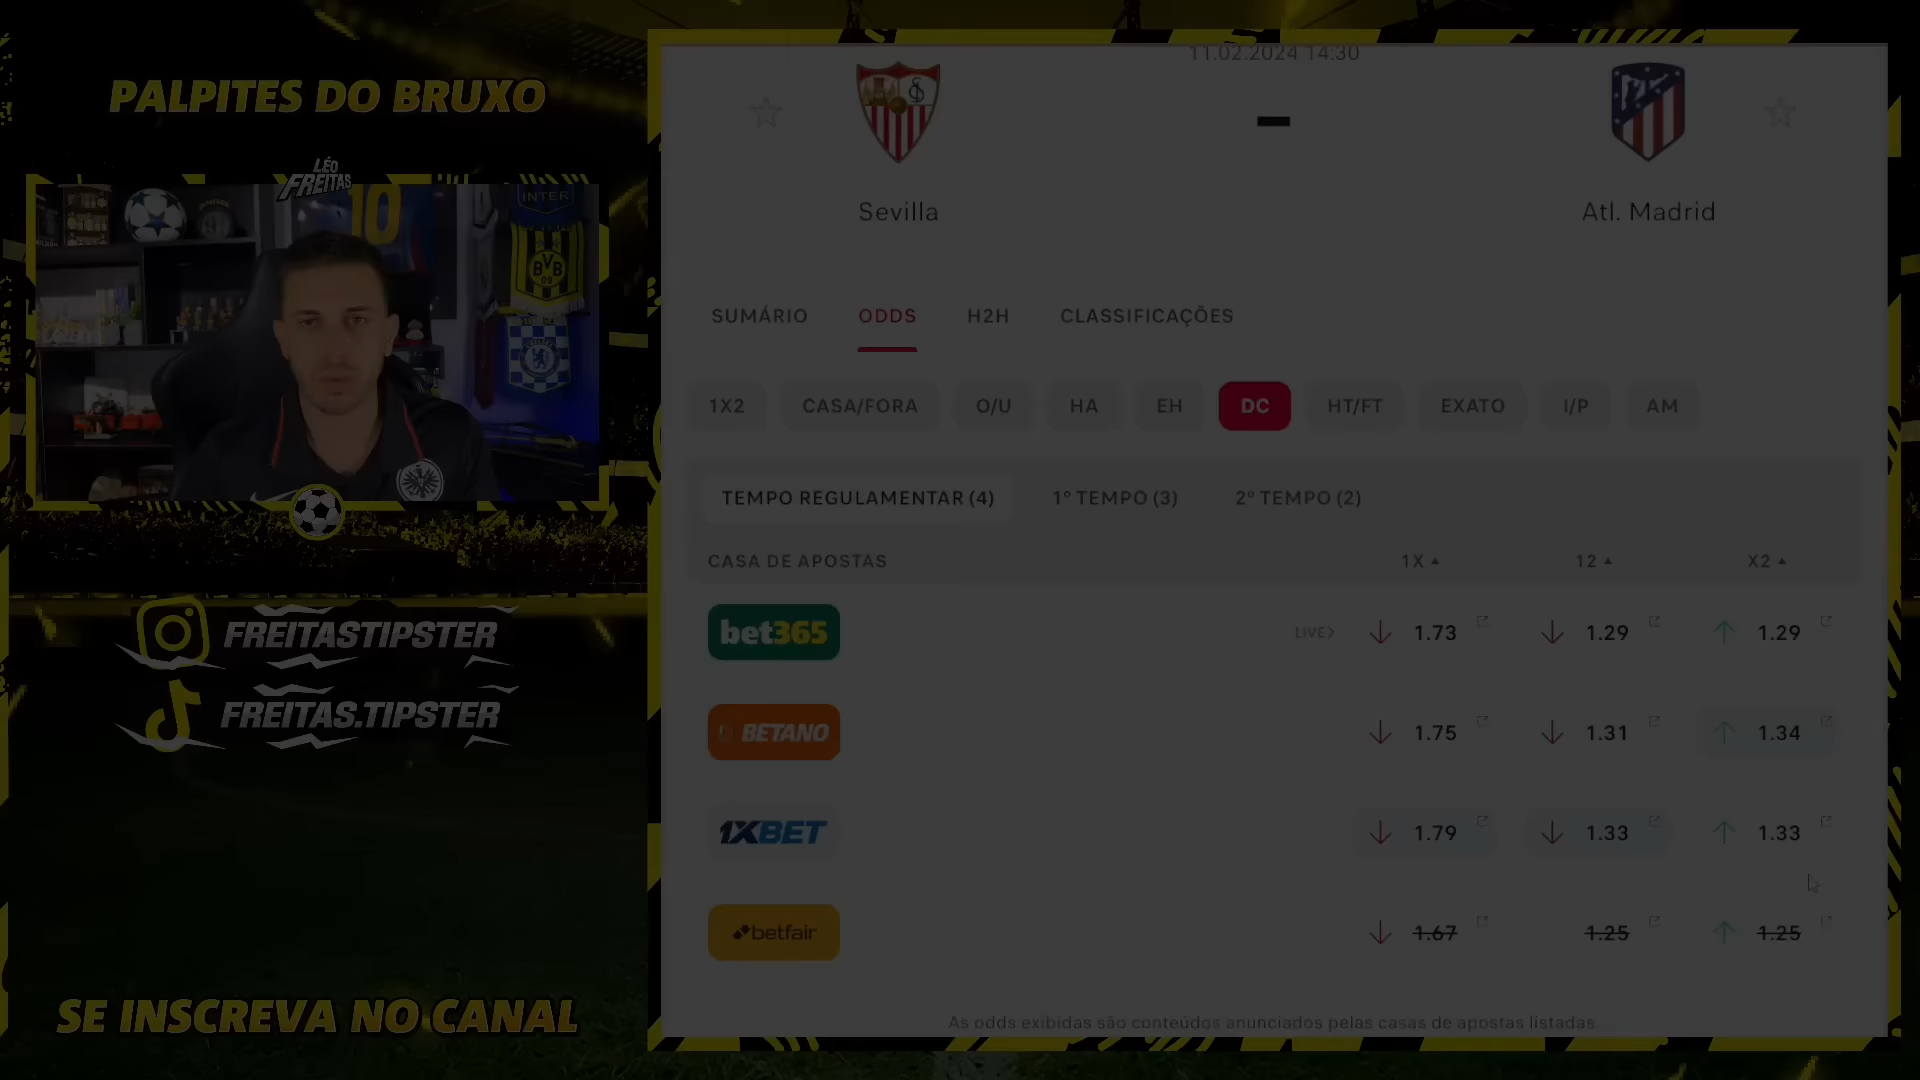 PALPITES DO BRUXO
LÉO
FREITAS
10
INTER
BVB
09
FREITASTIPSTER
FREITAS.TIPSTER
SE INSCREVA NO CANAL
11.02.2024 14:30
-
Sevilla
Atl. Madrid
SUMÁRIO ODDS H2H CLASSIFICAÇÕES
1X2 CASA/FORA O/U HA EH DC HT/FT EXATO I/P AM
TEMPO REGULAMENTAR (4) 1º TEMPO (3) 2º TEMPO (2)
CASA DE APOSTAS 1X 12 X2
bet365 LIVE 1.73 1.29 1.29
BETANO 1.75 1.31 1.34
1XBET 1.79 1.33 1.33
betfair 1.67 1.25 1.25
As odds exibidas são conteúdos anunciados pelas casas de apostas listadas